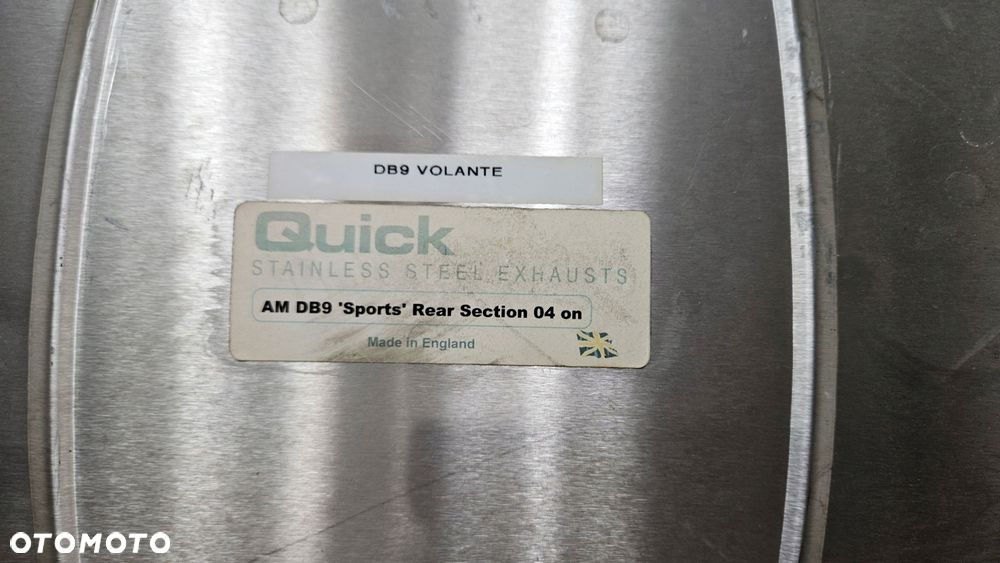 DB9 VOLANTE
Quick
STAINLESS STEEL EXHAUSTS
AM DB9 'Sports' Rear Section 04 on
Made in England
OTOMOTO